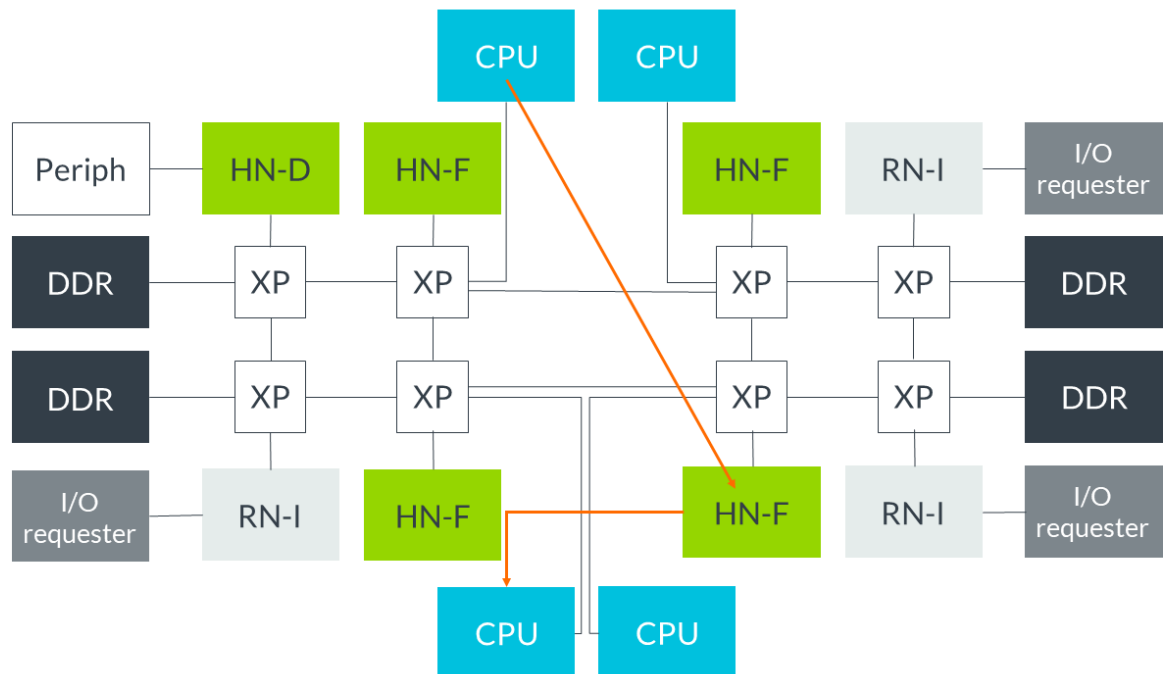 CPU
CPU
Periph
HN-D
HN-F
HN-F
RN-I
I/O
requester
DDR
XP
XP
XP
XP
DDR
DDR
XP
XP
XP
XP
DDR
I/O
requester
RN-I
HN-F
HN-F
RN-I
I/O
requester
CPU
CPU